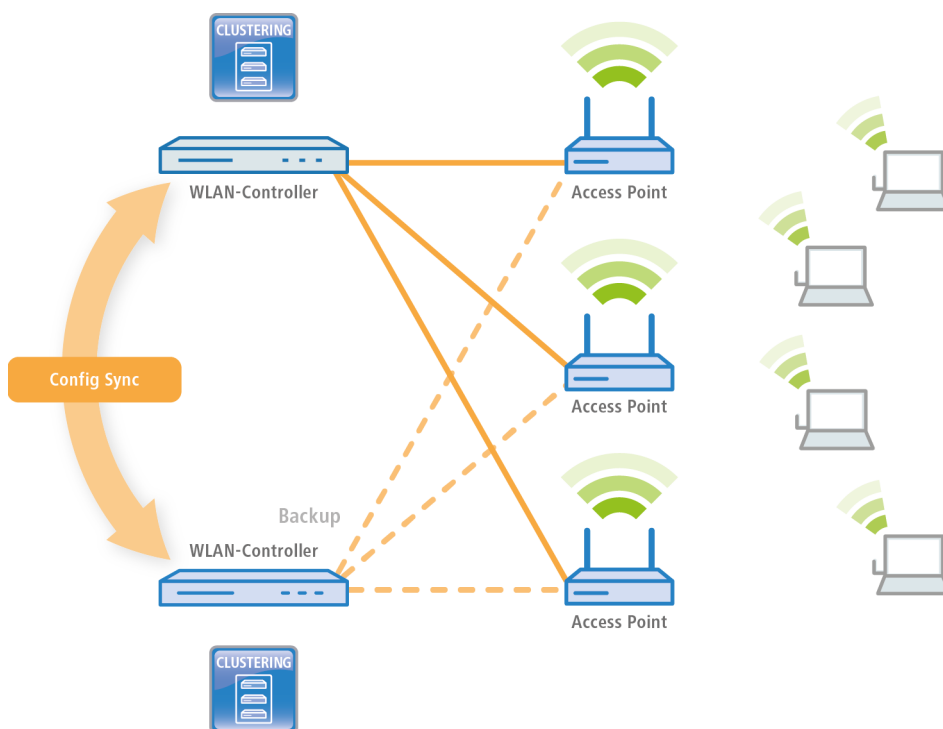 CLUSTERING
WLAN-Controller
Access Point
Config Sync
Access Point
Backup
WLAN-Controller
Access Point
CLUSTERING